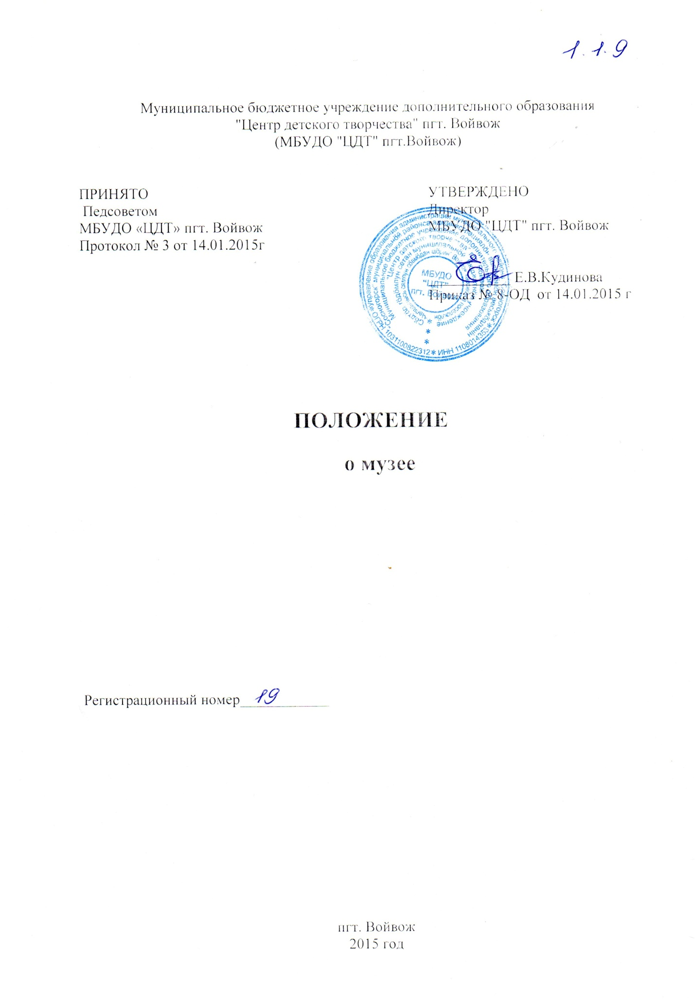 1.1.9
Муниципальное бюджетное учреждение дополнительного образования
"Центр детского творчества" пгт. Войвож
(МБУДО "ЦДТ" пгт.Войвож)
ПРИНЯТО
Педсоветом
МБУДО «ЦДТ» пгт. Войвож
Протокол № 3 от 14.01.2015г
УТВЕРЖДЕНО
Директор
МБУДО "ЦДТ" пгт. Войвож
Е.В.Кудинова
Приказ № 8-ОД от 14.01.2015 г
МБУДО
"ЦДТ"
пгт. Войвож
ОГРН 1031100822312 * ИНН 1108014353 *
ПОЛОЖЕНИЕ
о музее
Регистрационный номер 19
пгт. Войвож
2015 год